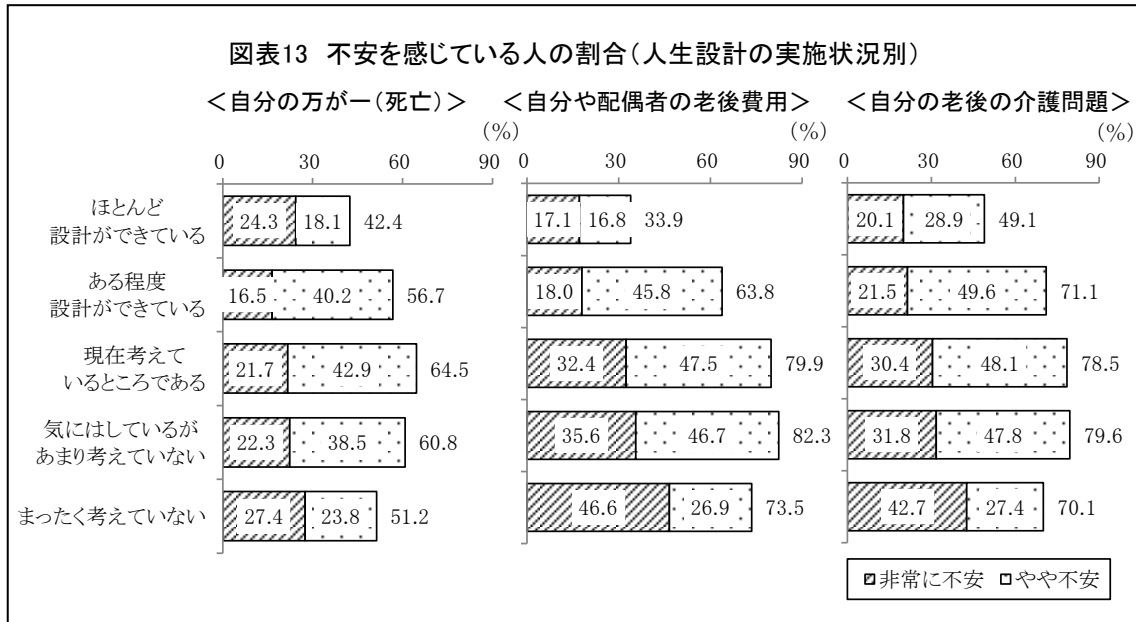 図表13 不安を感じている人の割合(人生設計の実施状況別)
<自分の万が一(死亡)> <自分や配偶者の老後費用> <自分の老後の介護問題>
(%) (%) (%)
0 30 60 90 0 30 60 90 0 30 60 90
ほとんど
設計ができている
24.3 18.1 42.4 17.1 16.8 33.9 20.1 28.9 49.1
ある程度
設計ができている
16.5 40.2 56.7 18.0 45.8 63.8 21.5 49.6 71.1
現在考えて
いるところである
21.7 42.9 64.5 32.4 47.5 79.9 30.4 48.1 78.5
気にはしているが
あまり考えていない
22.3 38.5 60.8 35.6 46.7 82.3 31.8 47.8 79.6
まったく考えていない
27.4 23.8 51.2 46.6 26.9 73.5 42.7 27.4 70.1
非常に不安 やや不安